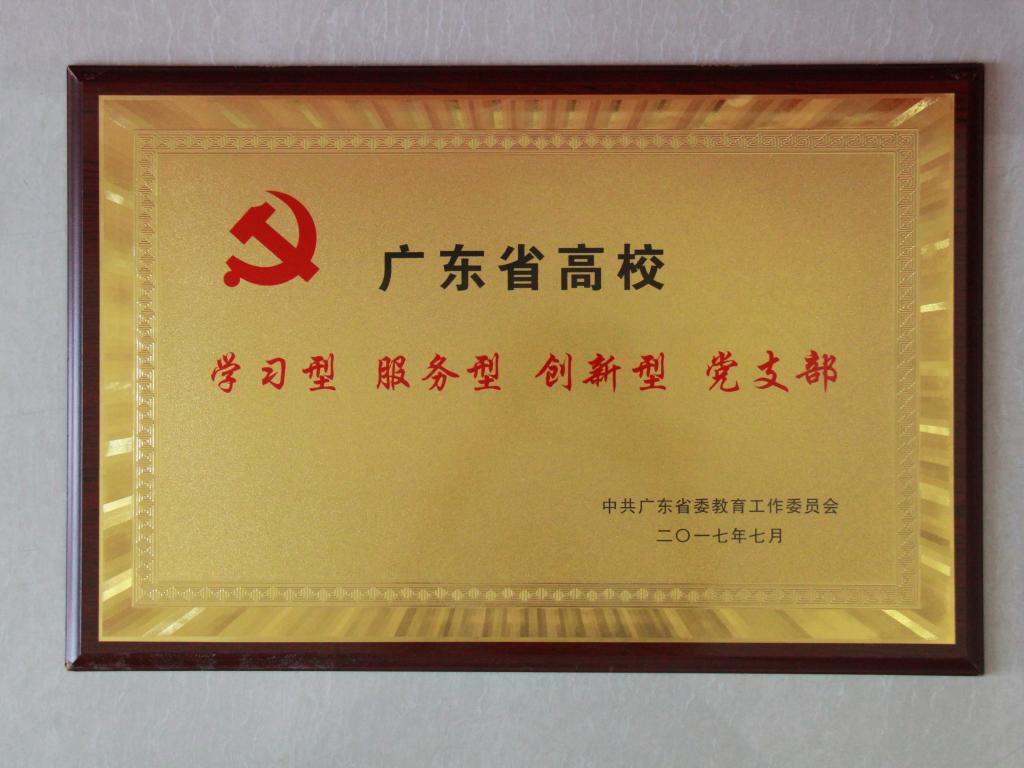 广东省高校
学习型 服务型 创新型 党支部
中共广东省委教育工作委员会
二〇一七年七月